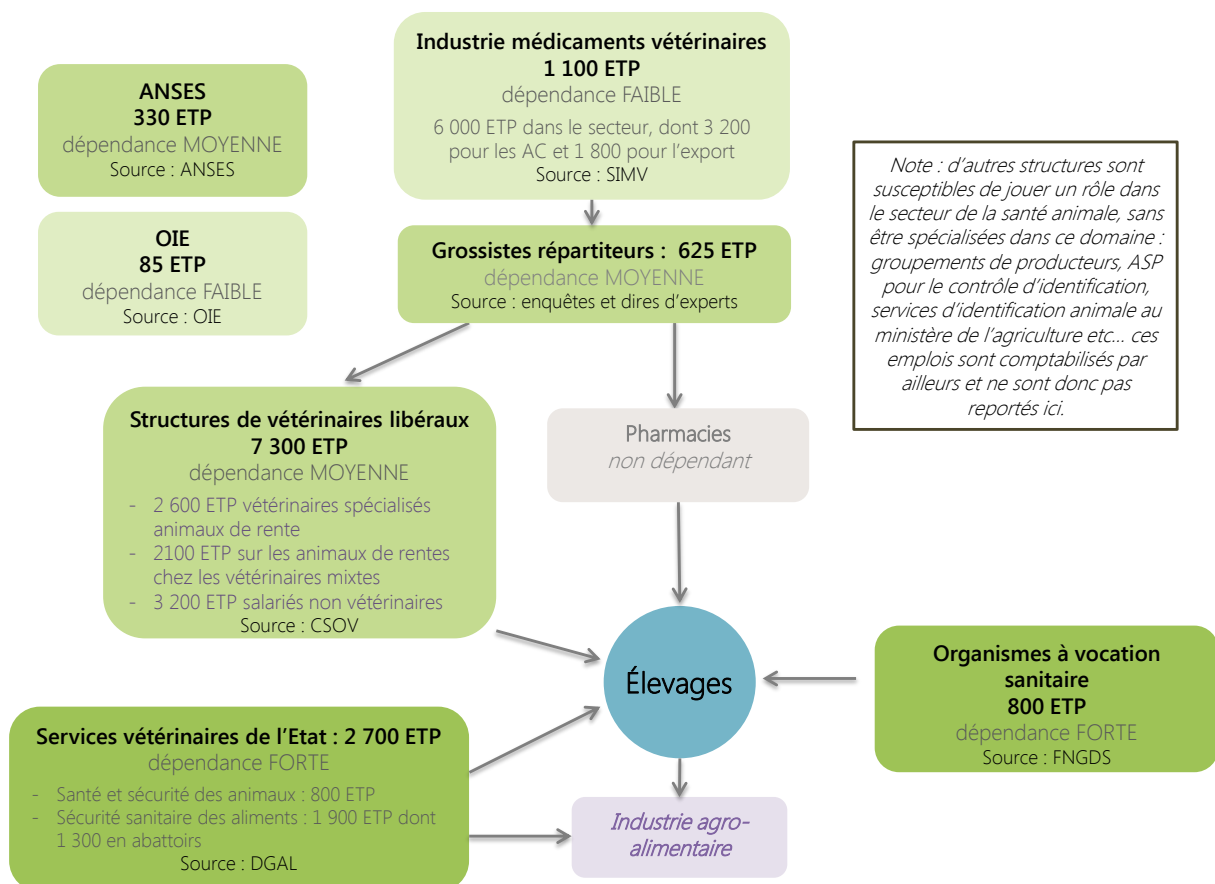 Industrie médicaments vétérinaires
1 100 ETP
dépendance FAIBLE
6 000 ETP dans le secteur, dont 3 200
pour les AC et 1 800 pour l'export
Source : SIMV
ANSES
330 ETP
dépendance MOYENNE
Source : ANSES
OIE
85 ETP
dépendance FAIBLE
Source : OIE
Note : d'autres structures sont
susceptibles de jouer un rôle dans
le secteur de la santé animale, sans
être spécialisées dans ce domaine :
groupements de producteurs, ASP
pour le contrôle d'identification,
services d'identification animale au
ministère de l'agriculture etc... ces
emplois sont comptabilisés par
ailleurs et ne sont donc pas
reportés ici.
Grossistes répartiteurs : 625 ETP
dépendance MOYENNE
Source : enquêtes et dires d'experts
Structures de vétérinaires libéraux
7 300 ETP
dépendance MOYENNE
- 2 600 ETP vétérinaires spécialisés
animaux de rente
- 2100 ETP sur les animaux de rentes
chez les vétérinaires mixtes
- 3 200 ETP salariés non vétérinaires
Source : CSOV
Pharmacies
non dépendant
Élevages
Organismes à vocation
sanitaire
800 ETP
dépendance FORTE
Source : FNGDS
Services vétérinaires de l'Etat : 2 700 ETP
dépendance FORTE
- Santé et sécurité des animaux : 800 ETP
- Sécurité sanitaire des aliments : 1 900 ETP dont
1 300 en abattoirs
Source : DGAL
Industrie agro-
alimentaire